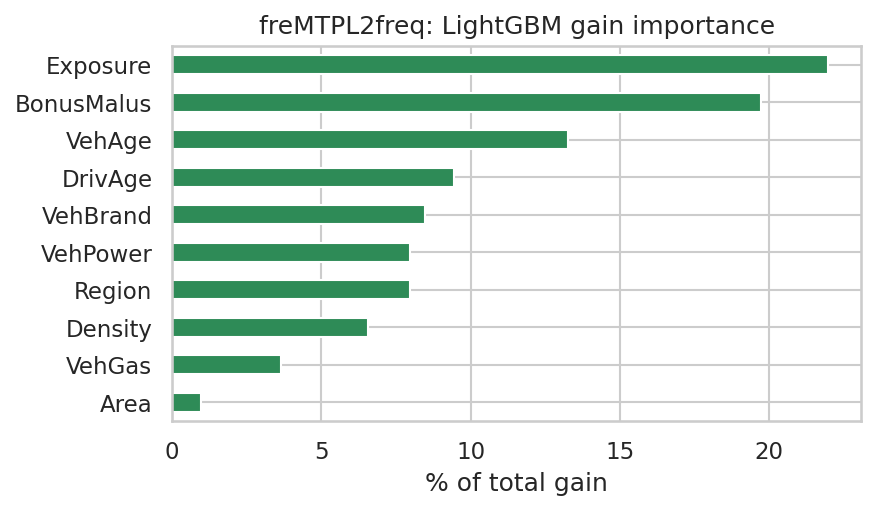 freMTPL2freq: LightGBM gain importance
Exposure
BonusMalus
VehAge
DrivAge
VehBrand
VehPower
Region
Density
VehGas
Area
0 5 10 15 20
% of total gain